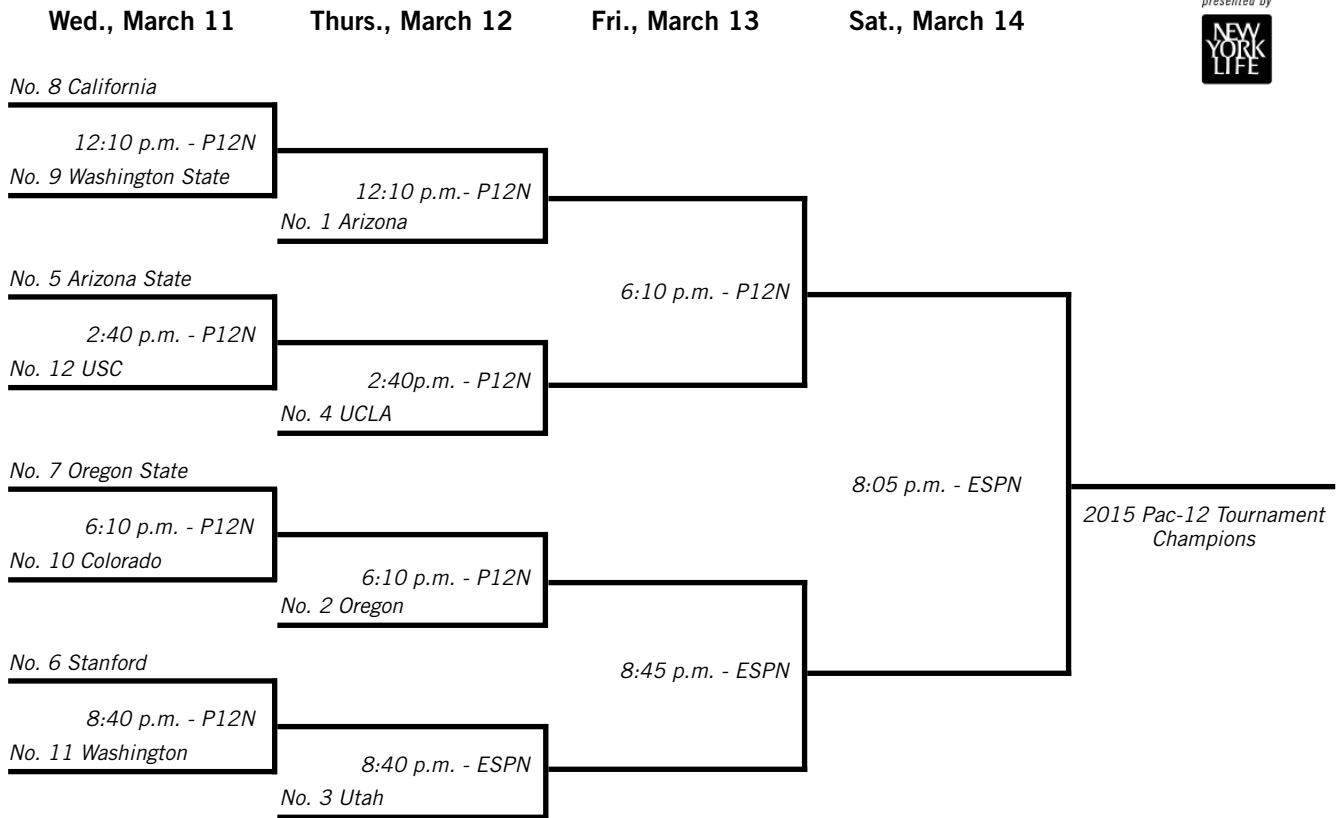 presented by
NEW
YORK
LIFE
Wed., March 11
Thurs., March 12
Fri., March 13
Sat., March 14
No. 8 California
12:10 p.m. - P12N
No. 9 Washington State
12:10 p.m.- P12N
No. 1 Arizona
No. 5 Arizona State
2:40 p.m. - P12N
No. 12 USC
2:40p.m. - P12N
No. 4 UCLA
6:10 p.m. - P12N
No. 7 Oregon State
6:10 p.m. - P12N
No. 10 Colorado
6:10 p.m. - P12N
No. 2 Oregon
No. 6 Stanford
8:40 p.m. - P12N
No. 11 Washington
8:40 p.m. - ESPN
No. 3 Utah
8:45 p.m. - ESPN
8:05 p.m. - ESPN
2015 Pac-12 Tournament
Champions